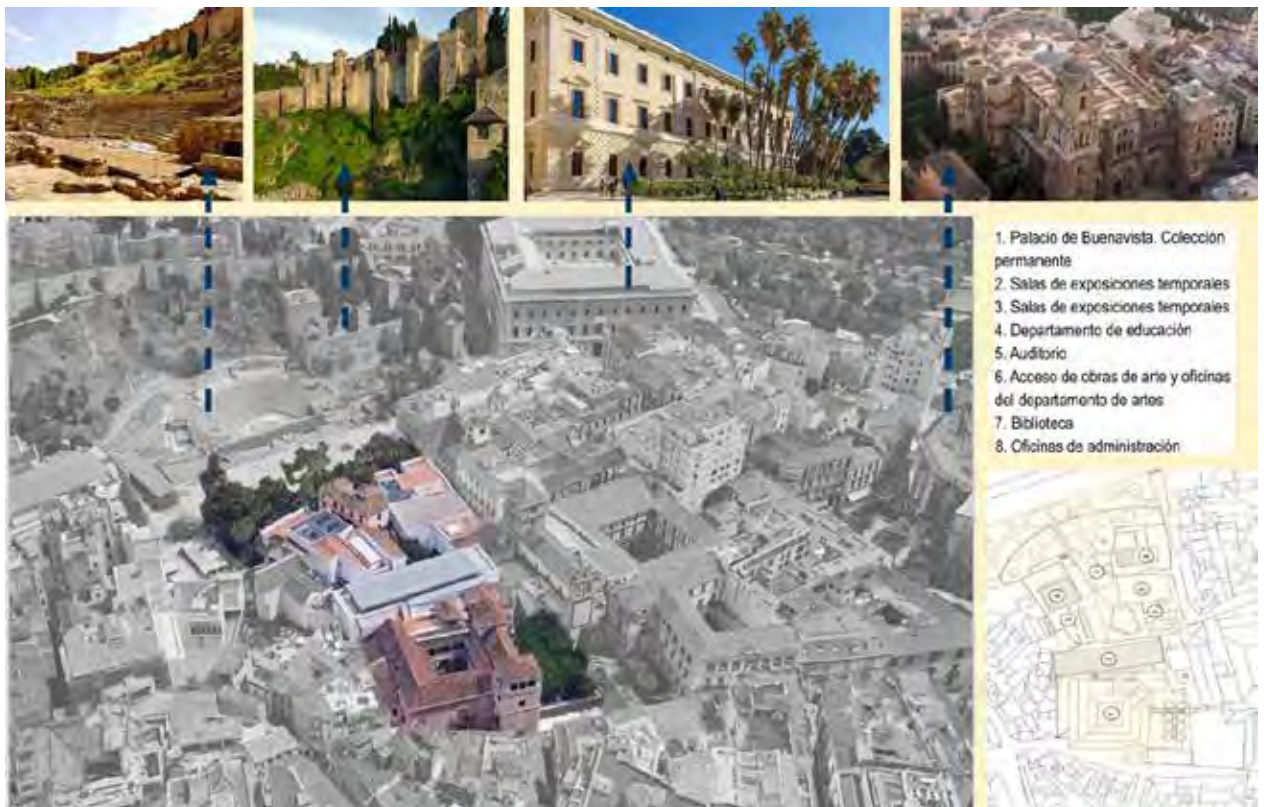 1. Palacio de Buenavista. Colección
permanente
2. Salas de exposiciones temporales
3. Salas de exposiciones temporales
4. Departamento de educación
5. Auditorio
6. Acceso de obras de arte y oficinas
del departamento de artes
7. Biblioteca
8. Oficinas de administración